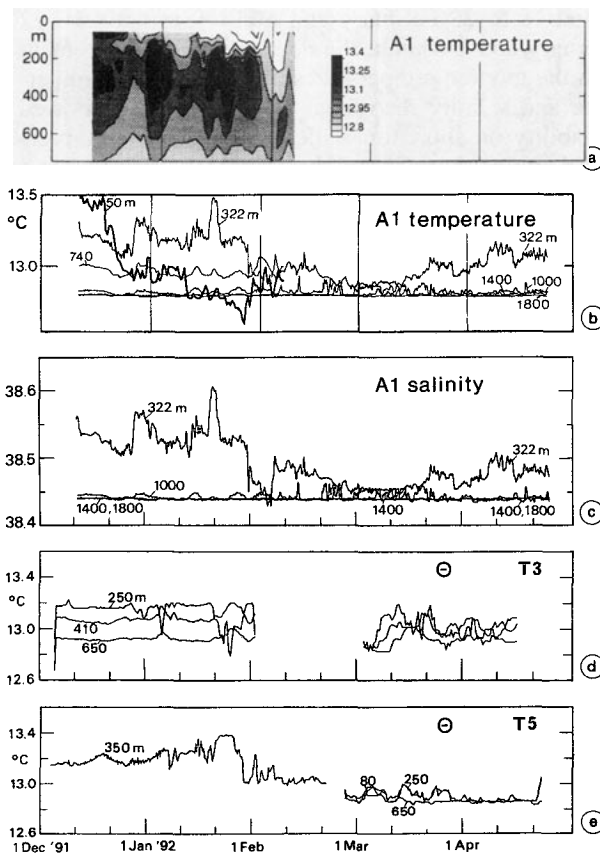 0
m
200
400
600
A1 temperature
13.4
13.25
13.1
12.95
12.8
a
13.5
°C
13.0
50 m
322 m
740
A1 temperature
322 m
1400
1000
1800
b
38.6
38.5
38.4
A1 salinity
322 m
1000
1400,1800
322 m
1400
1400,1800
c
13.4
°C
13.0
12.6
Θ T3
250 m
410
650
d
13.4
°C
13.0
12.6
Θ T5
350 m
80
250
650
e
1 Dec '91
1 Jan '92
1 Feb
1 Mar
1 Apr